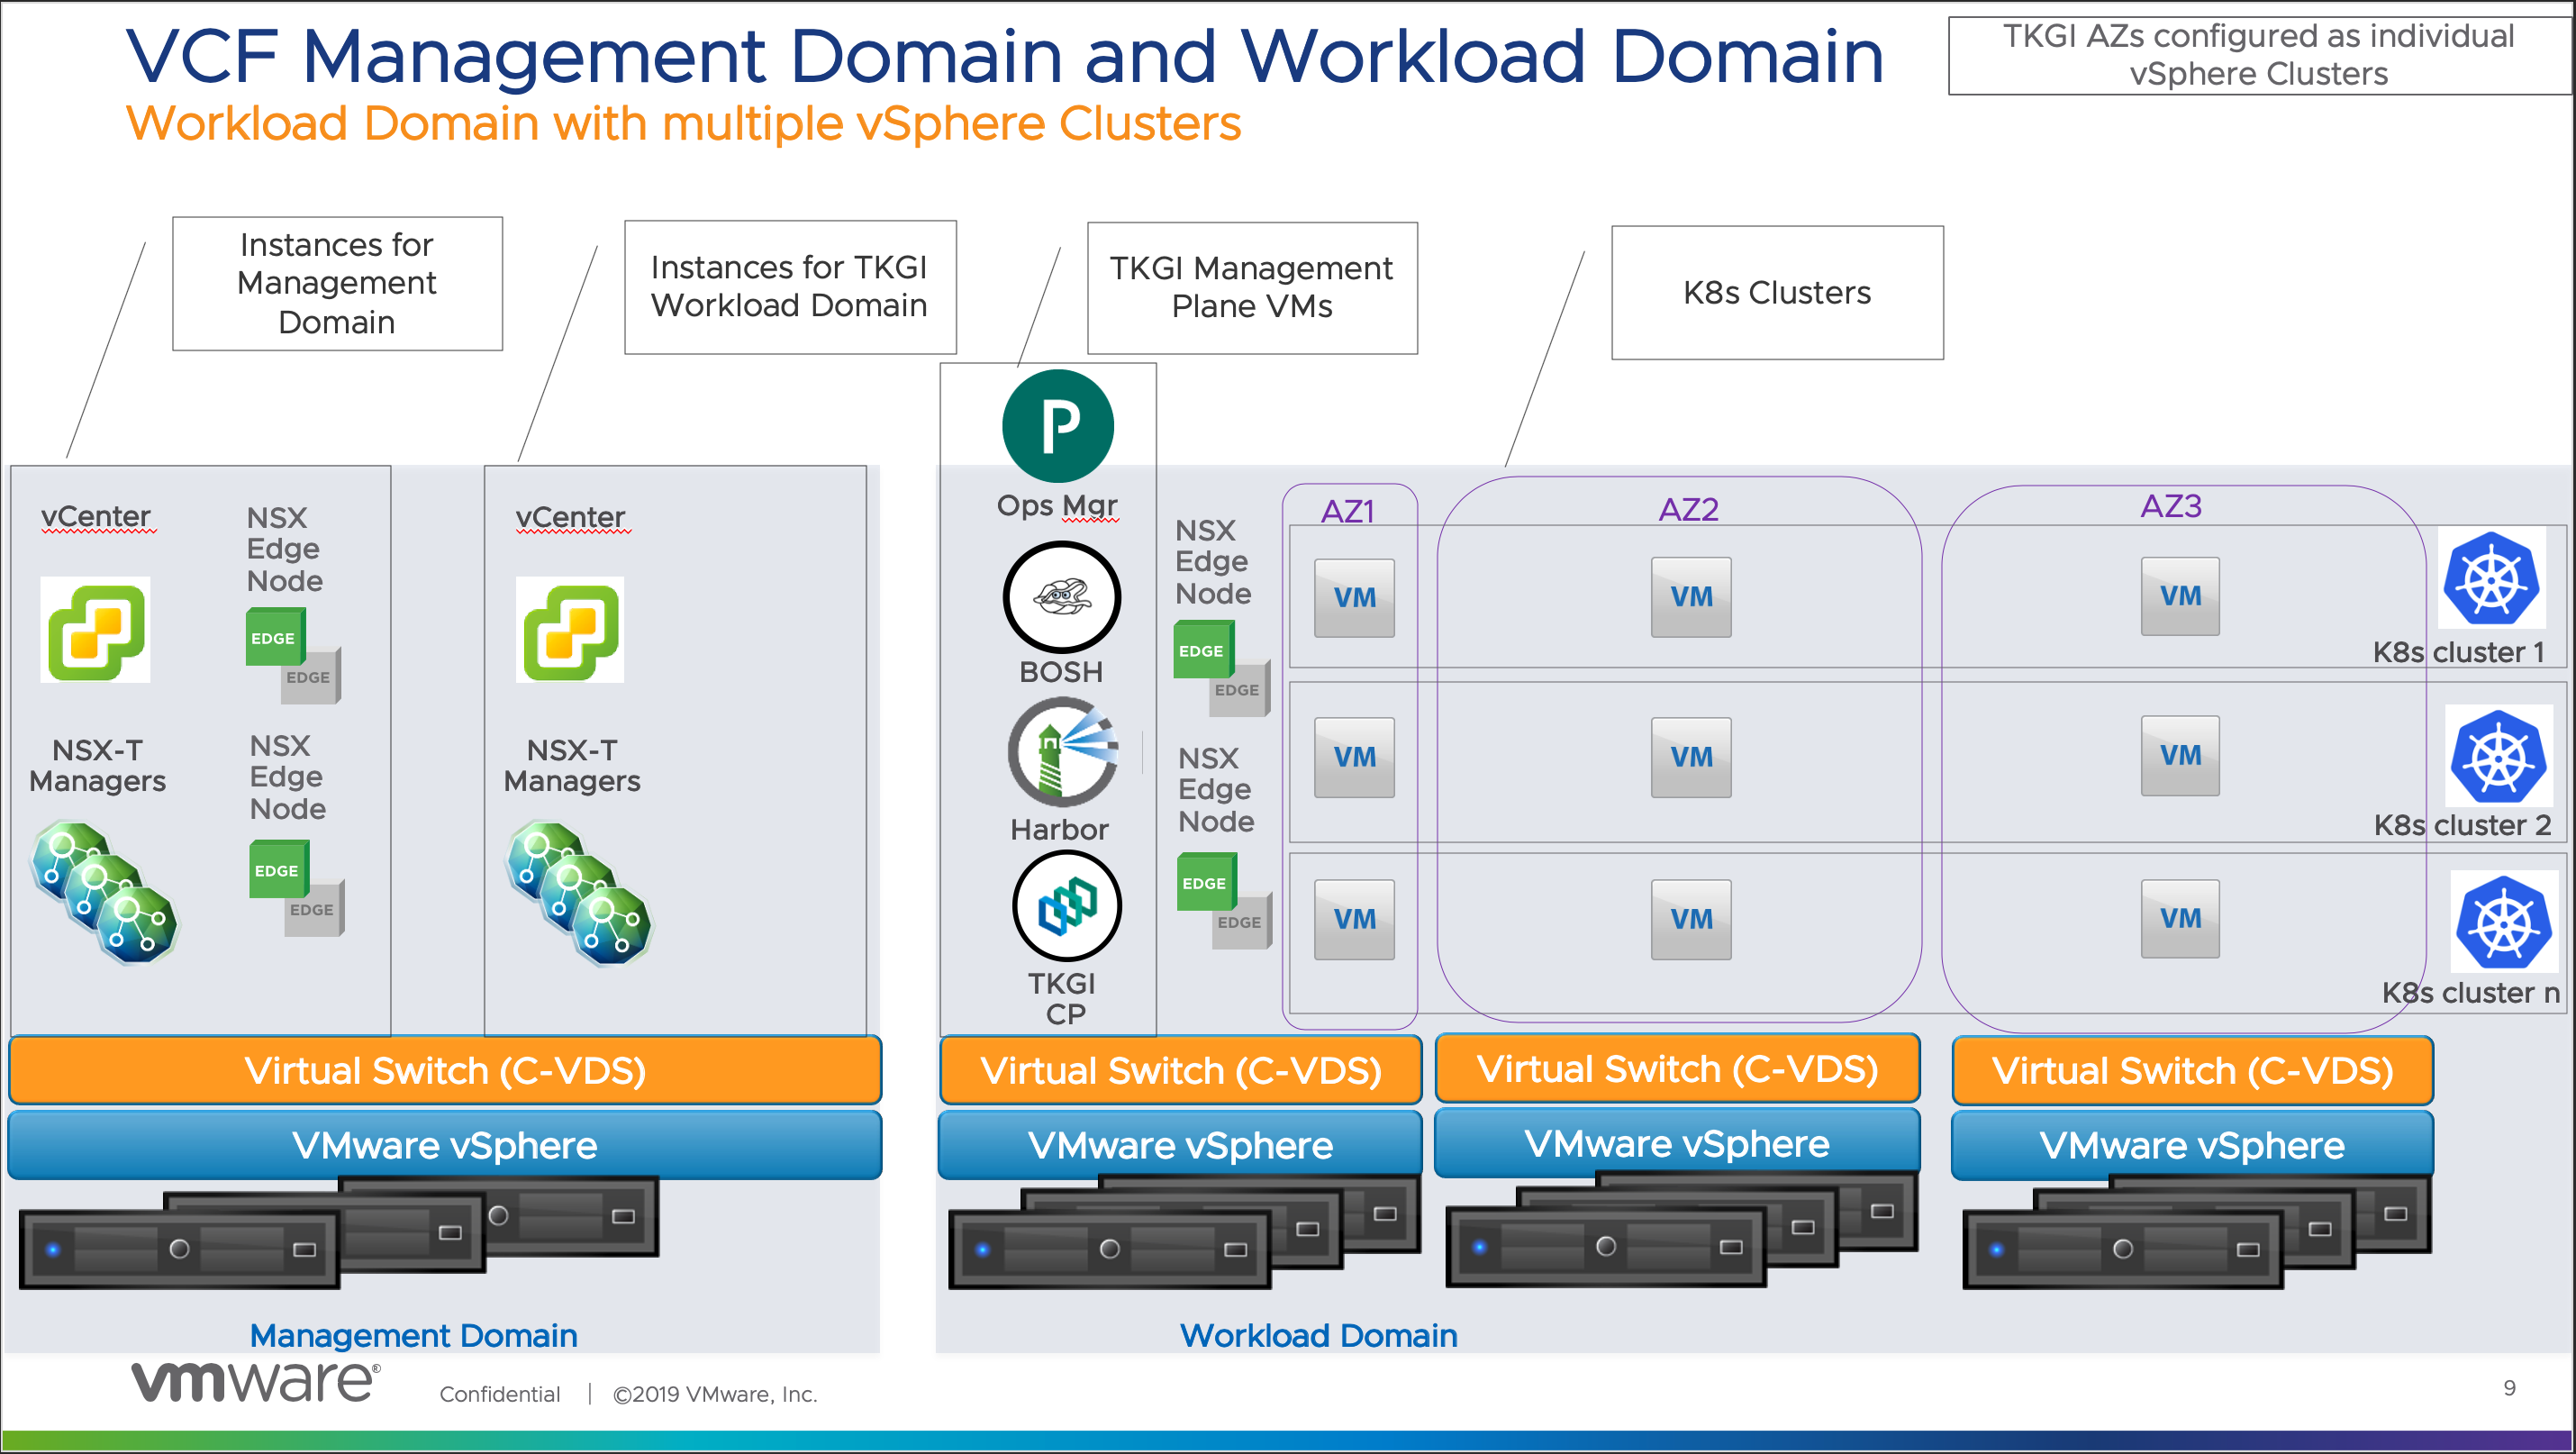 VCF Management Domain and Workload Domain
Workload Domain with multiple vSphere Clusters
TKGI AZs configured as individual
vSphere Clusters
Instances for
Management
Domain
Instances for TKGI
Workload Domain
TKGI Management
Plane VMs
K8s Clusters
vCenter
NSX
Edge
Node
EDGE
EDGE
NSX-T
Managers
NSX
Edge
Node
EDGE
EDGE
vCenter
NSX-T
Managers
P
Ops Mgr
BOSH
n
Harbor
TKGI
CP
NSX
Edge
Node
EDGE
EDGE
NSX
Edge
Node
EDGE
EDGE
AZ1
AZ2
AZ3
VM
VM
VM
K8s cluster 1
VM
VM
VM
K8s cluster 2
VM
VM
VM
K8s cluster n
Virtual Switch (C-VDS)
VMware vSphere
Virtual Switch (C-VDS)
Virtual Switch (C-VDS)
Virtual Switch (C-VDS)
VMware vSphere
VMware vSphere
VMware vSphere
Management Domain
Workload Domain
vmware®
Confidential | ©2019 VMware, Inc.
9